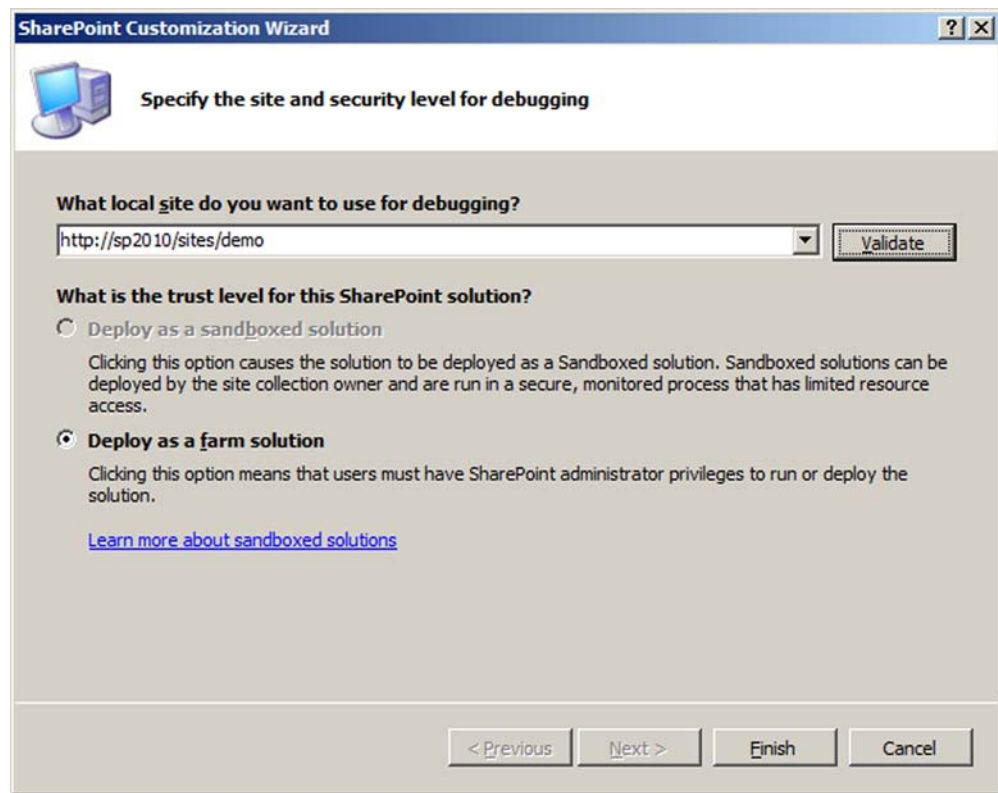 SharePoint Customization Wizard
Specify the site and security level for debugging
What local site do you want to use for debugging?
http://sp2010/sites/demo
Validate
What is the trust level for this SharePoint solution?
Deploy as a sandboxed solution
Clicking this option causes the solution to be deployed as a Sandboxed solution. Sandboxed solutions can be
deployed by the site collection owner and are run in a secure, monitored process that has limited resource
access.
Deploy as a farm solution
Clicking this option means that users must have SharePoint administrator privileges to run or deploy the
solution.
Learn more about sandboxed solutions
< Previous Next > Finish Cancel